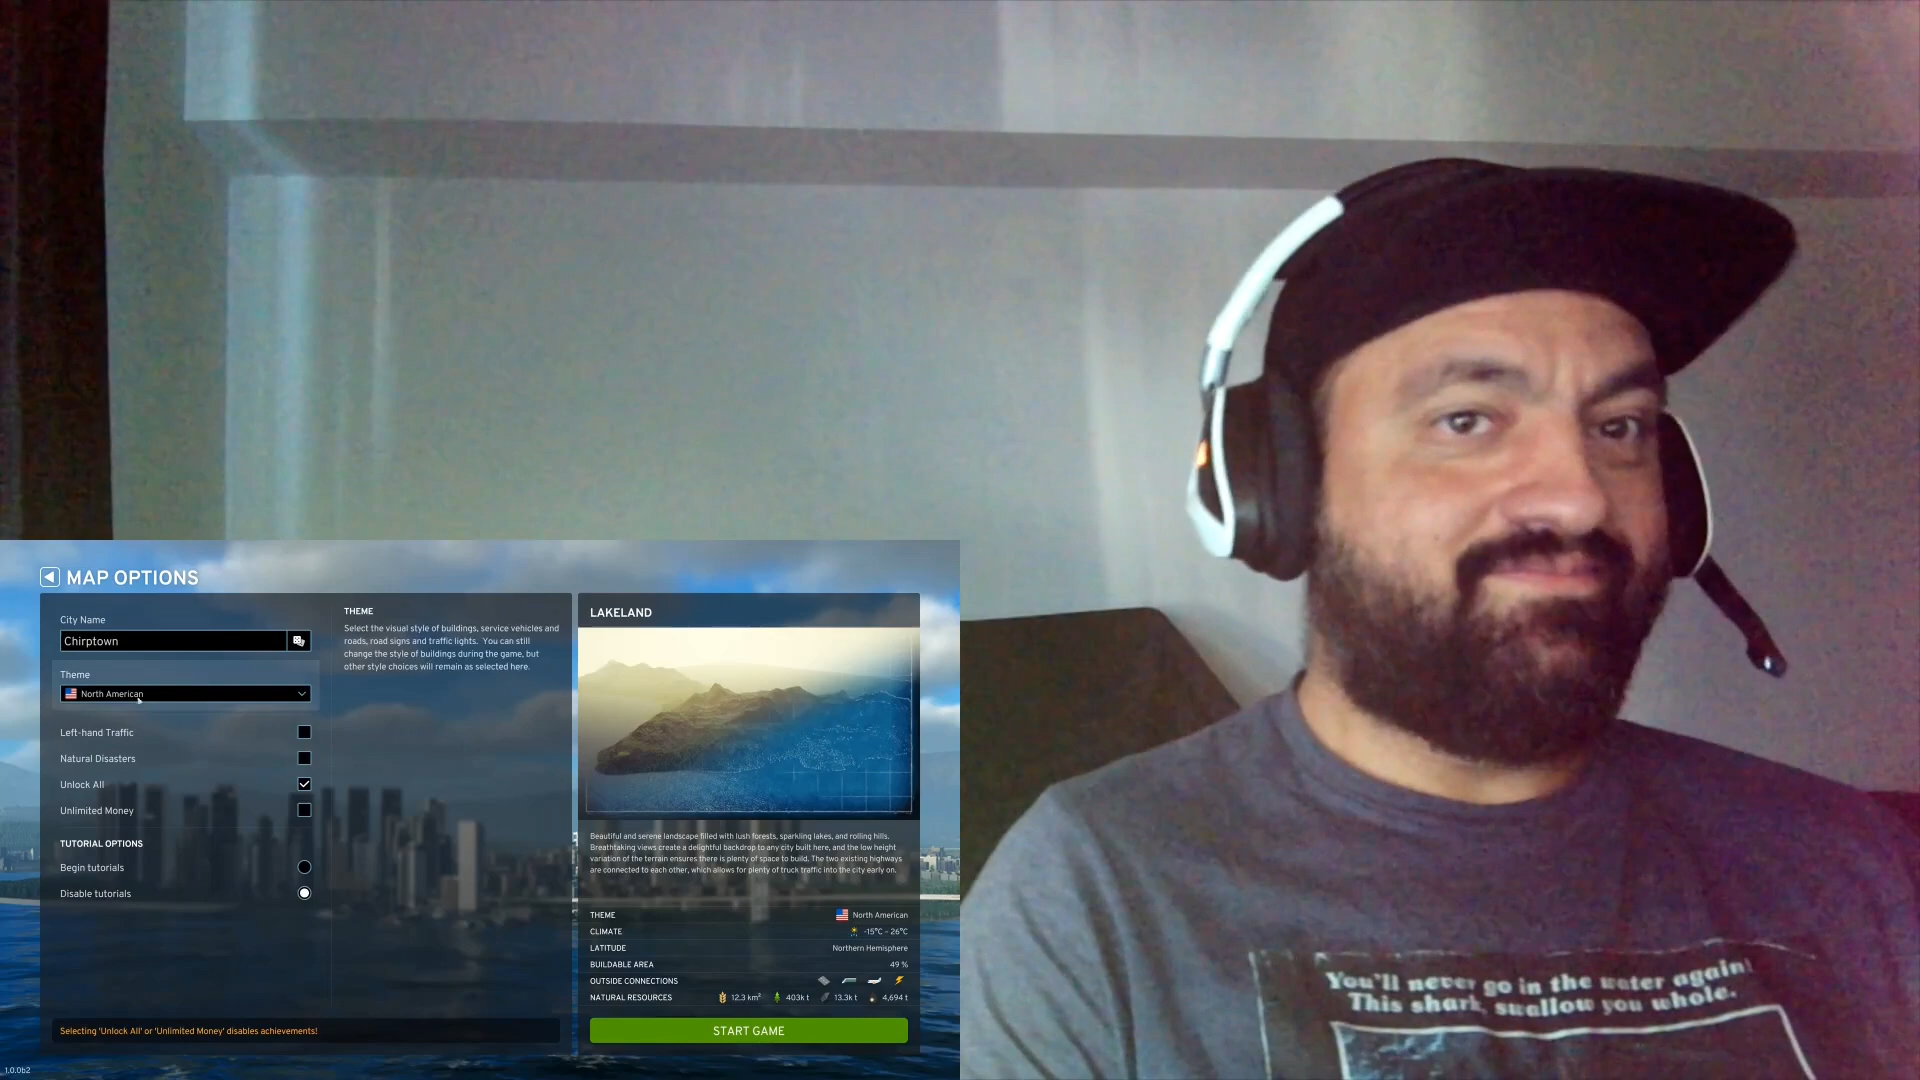 MAP OPTIONS
City Name
Chirptown
Theme
North American
Left-hand Traffic
Natural Disasters
Unlock All
Unlimited Money
TUTORIAL OPTIONS
Begin tutorials
Disable tutorials
Selecting 'Unlock All' or 'Unlimited Money' disables achievements!
1.0.0b2
THEME
Select the visual style of buildings, service vehicles and
roads, road signs and traffic lights. You can still
change the style of buildings during the game, but
other style choices will remain as selected here.
LAKELAND
Beautiful and serene landscape filled with lush forests, sparkling lakes, and rolling hills.
Breathtaking views create a delightful backdrop to any city built here, and the low height
variation of the terrain ensures there is plenty of space to build. The two existing highways
are connected to each other, which allows for plenty of truck traffic into the city early on.
THEME North American
CLIMATE -15°C - 26°C
LATITUDE Northern Hemisphere
BUILDABLE AREA 49 %
OUTSIDE CONNECTIONS
NATURAL RESOURCES 12.3 km² 403k t 13.3k t 4,694 t
START GAME
You'll never go in the water again!
This shark, swallow you whole.